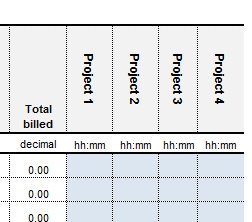 Project 1
Project 2
Project 3
Project 4
Total
billed
decimal hh:mm hh:mm hh:mm hh:mm
0.00
0.00
0.00